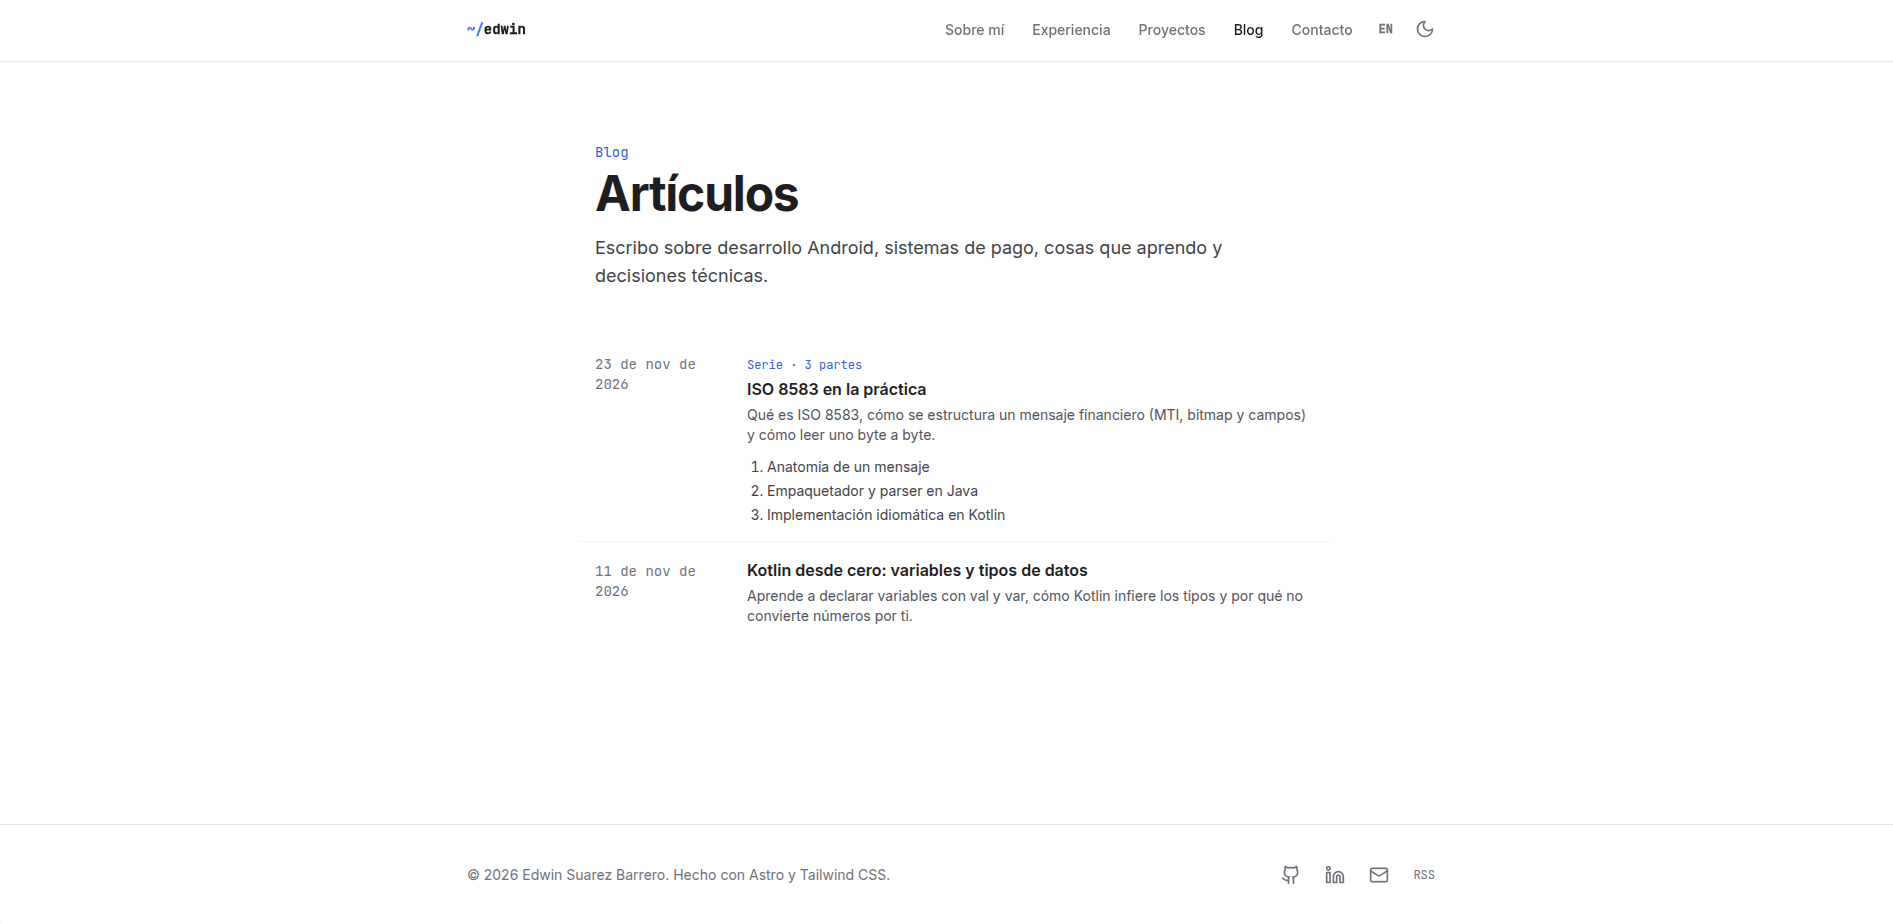 ~/edwin
Sobre mí
Experiencia
Proyectos
Blog
Contacto
EN
Blog
Artículos
Escribo sobre desarrollo Android, sistemas de pago, cosas que aprendo y
decisiones técnicas.
23 de nov de
2026
Serie · 3 partes
ISO 8583 en la práctica
Qué es ISO 8583, cómo se estructura un mensaje financiero (MTI, bitmap y campos)
y cómo leer uno byte a byte.
1. Anatomía de un mensaje
2. Empaquetador y parser en Java
3. Implementación idiomática en Kotlin
11 de nov de
2026
Kotlin desde cero: variables y tipos de datos
Aprende a declarar variables con val y var, cómo Kotlin infiere los tipos y por qué no
convierte números por ti.
© 2026 Edwin Suarez Barrero. Hecho con Astro y Tailwind CSS.
RSS